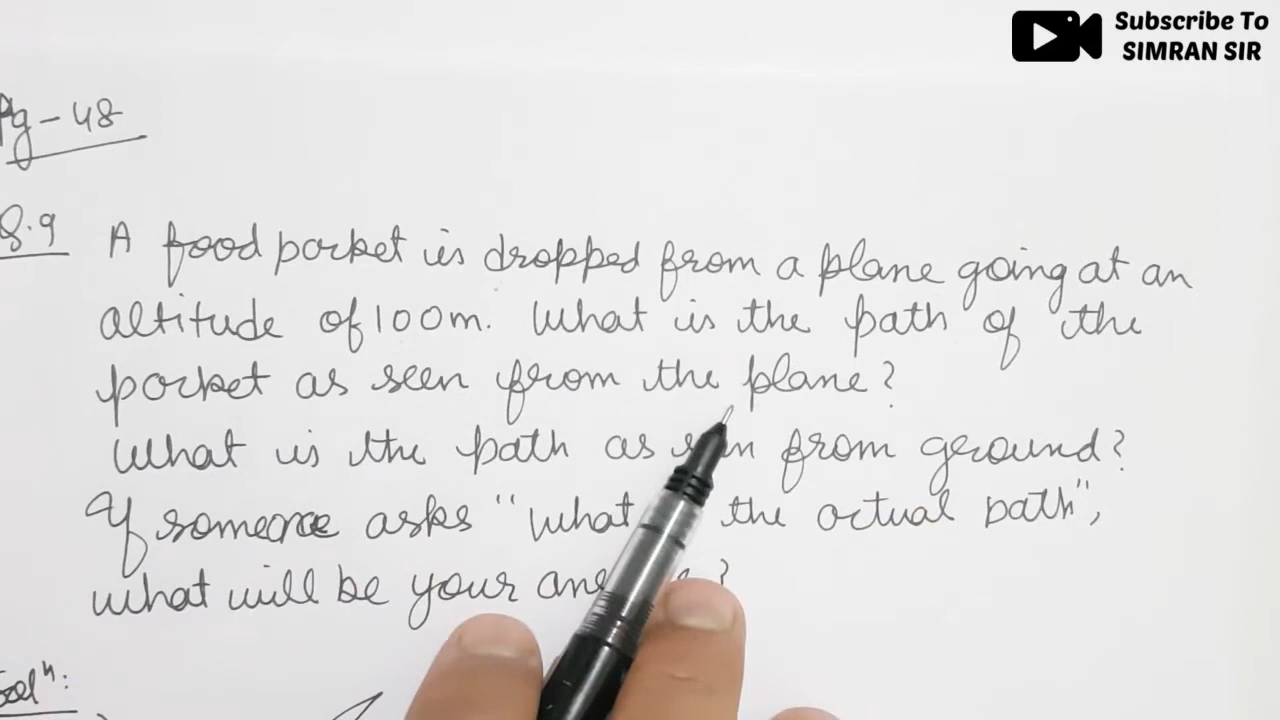 Subscribe To
SIMRAN SIR
Pg - 48
Q.9 A food packet is dropped from a plane going at an
altitude of 100m. What is the path of the
packet as seen from the plane?
What is the path as seen from ground?
If someone asks "what the actual path",
what will be your
Sol":